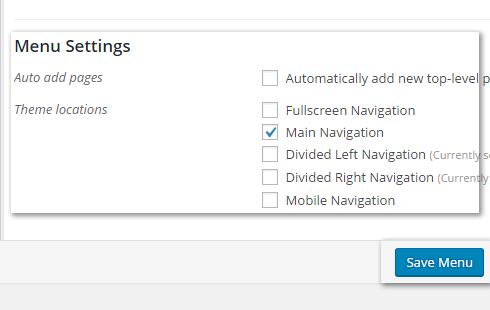 Menu Settings
Auto add pages
Automatically add new top-level p
Theme locations
Fullscreen Navigation
Main Navigation
Divided Left Navigation (Currently s
Divided Right Navigation (Currently
Mobile Navigation
Save Menu